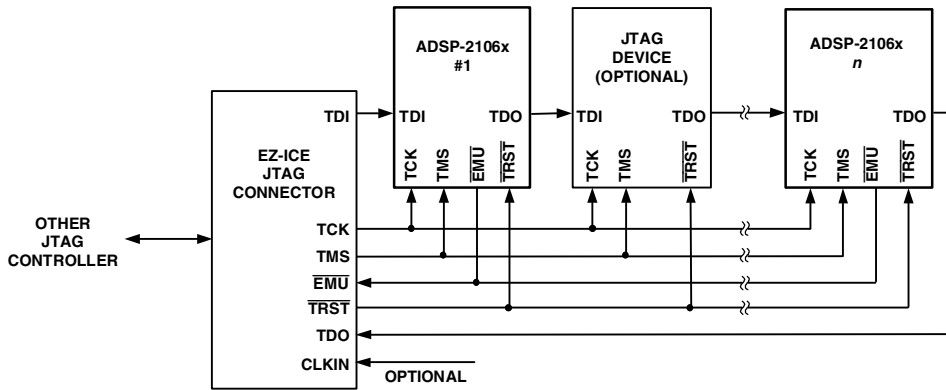 ADSP-2106x
#1
JTAG
DEVICE
(OPTIONAL)
ADSP-2106x
n
TDI
TDI
TDO
TDI
TDO
TDI
TDO
EZ-ICE
JTAG
CONNECTOR
TCK
TMS
EMU
TRST
TCK
TMS
TRST
TCK
TMS
EMU
TRST
OTHER
JTAG
CONTROLLER
TCK
TMS
EMU
TRST
TDO
CLKIN
OPTIONAL